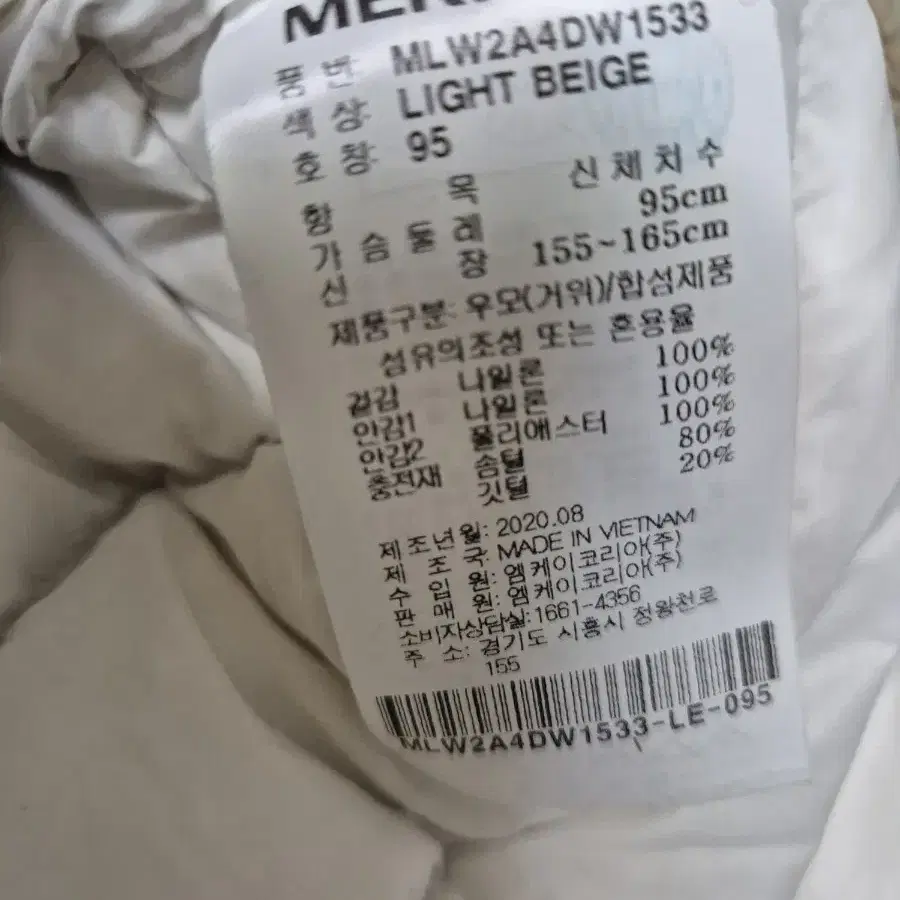 품 번: MLW2A4DW1533
색 상: LIGHT BEIGE
호 칭: 95
항 목 신 체 치 수
가 슴 둘 레 95cm
신 장 155~165cm
제품구분: 우모(거위)/합섬제품
섬유의조성 또는 혼용율
겉감 나일론 100%
안감1 나일론 100%
안감2 폴리에스터 100%
충전재 솜털 80%
깃털 20%
제조년월: 2020.08
제 조 국: MADE IN VIETNAM
수 입 원: 엠케이코리아(주)
판 매 원: 엠케이코리아(주)
소비자상담실:1661-4356
주 소: 경기도 시흥시 정왕천로
155
MLW2A4DW1533-LE-095